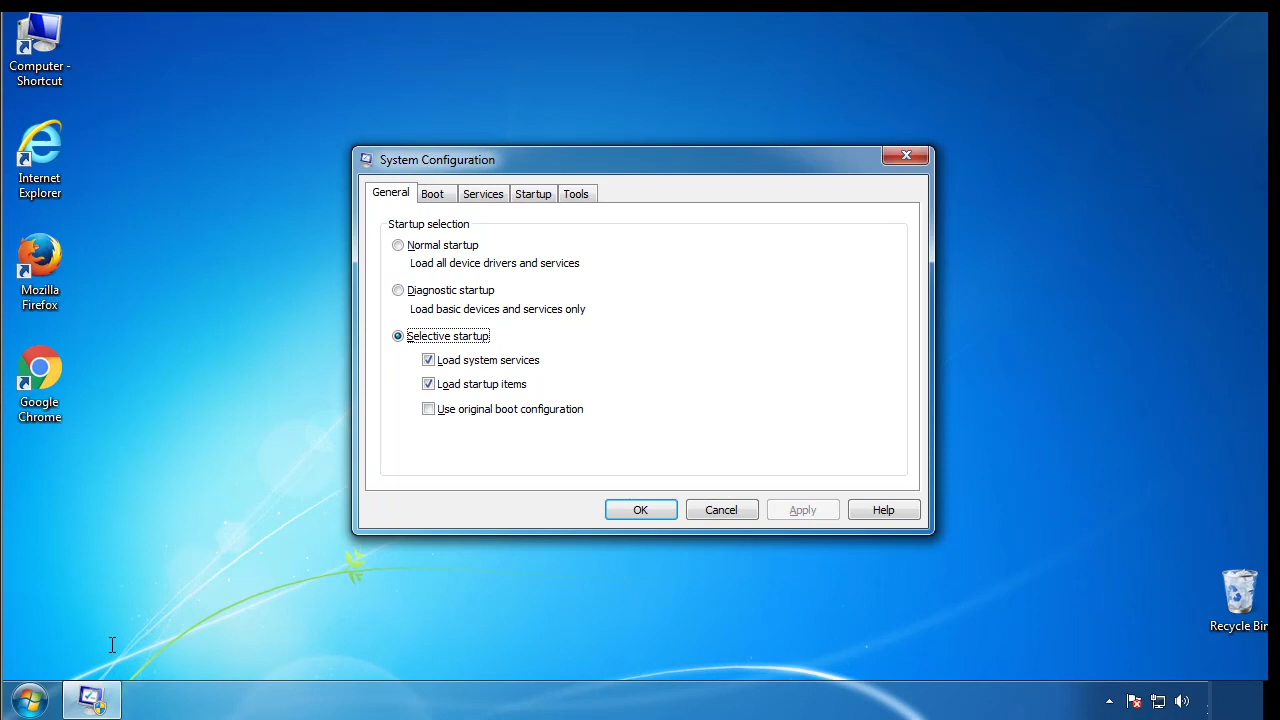 Computer -
Shortcut
Internet
Explorer
Mozilla
Firefox
Google
Chrome
System Configuration
General Boot Services Startup Tools
Startup selection
Normal startup
Load all device drivers and services
Diagnostic startup
Load basic devices and services only
Selective startup
Load system services
Load startup items
Use original boot configuration
OK Cancel Apply Help
Recycle Bin